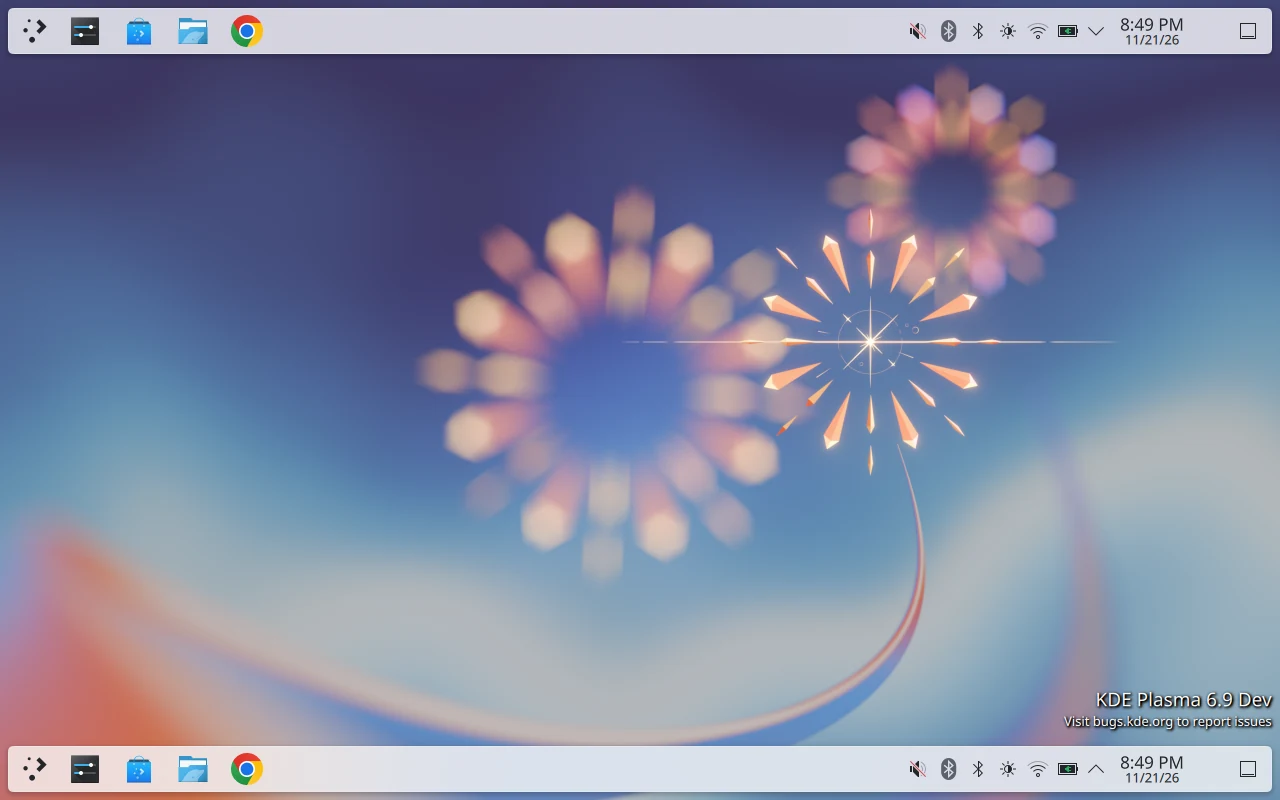 8:49 PM
11/21/26
KDE Plasma 6.9 Dev
Visit bugs.kde.org to report issues
8:49 PM
11/21/26